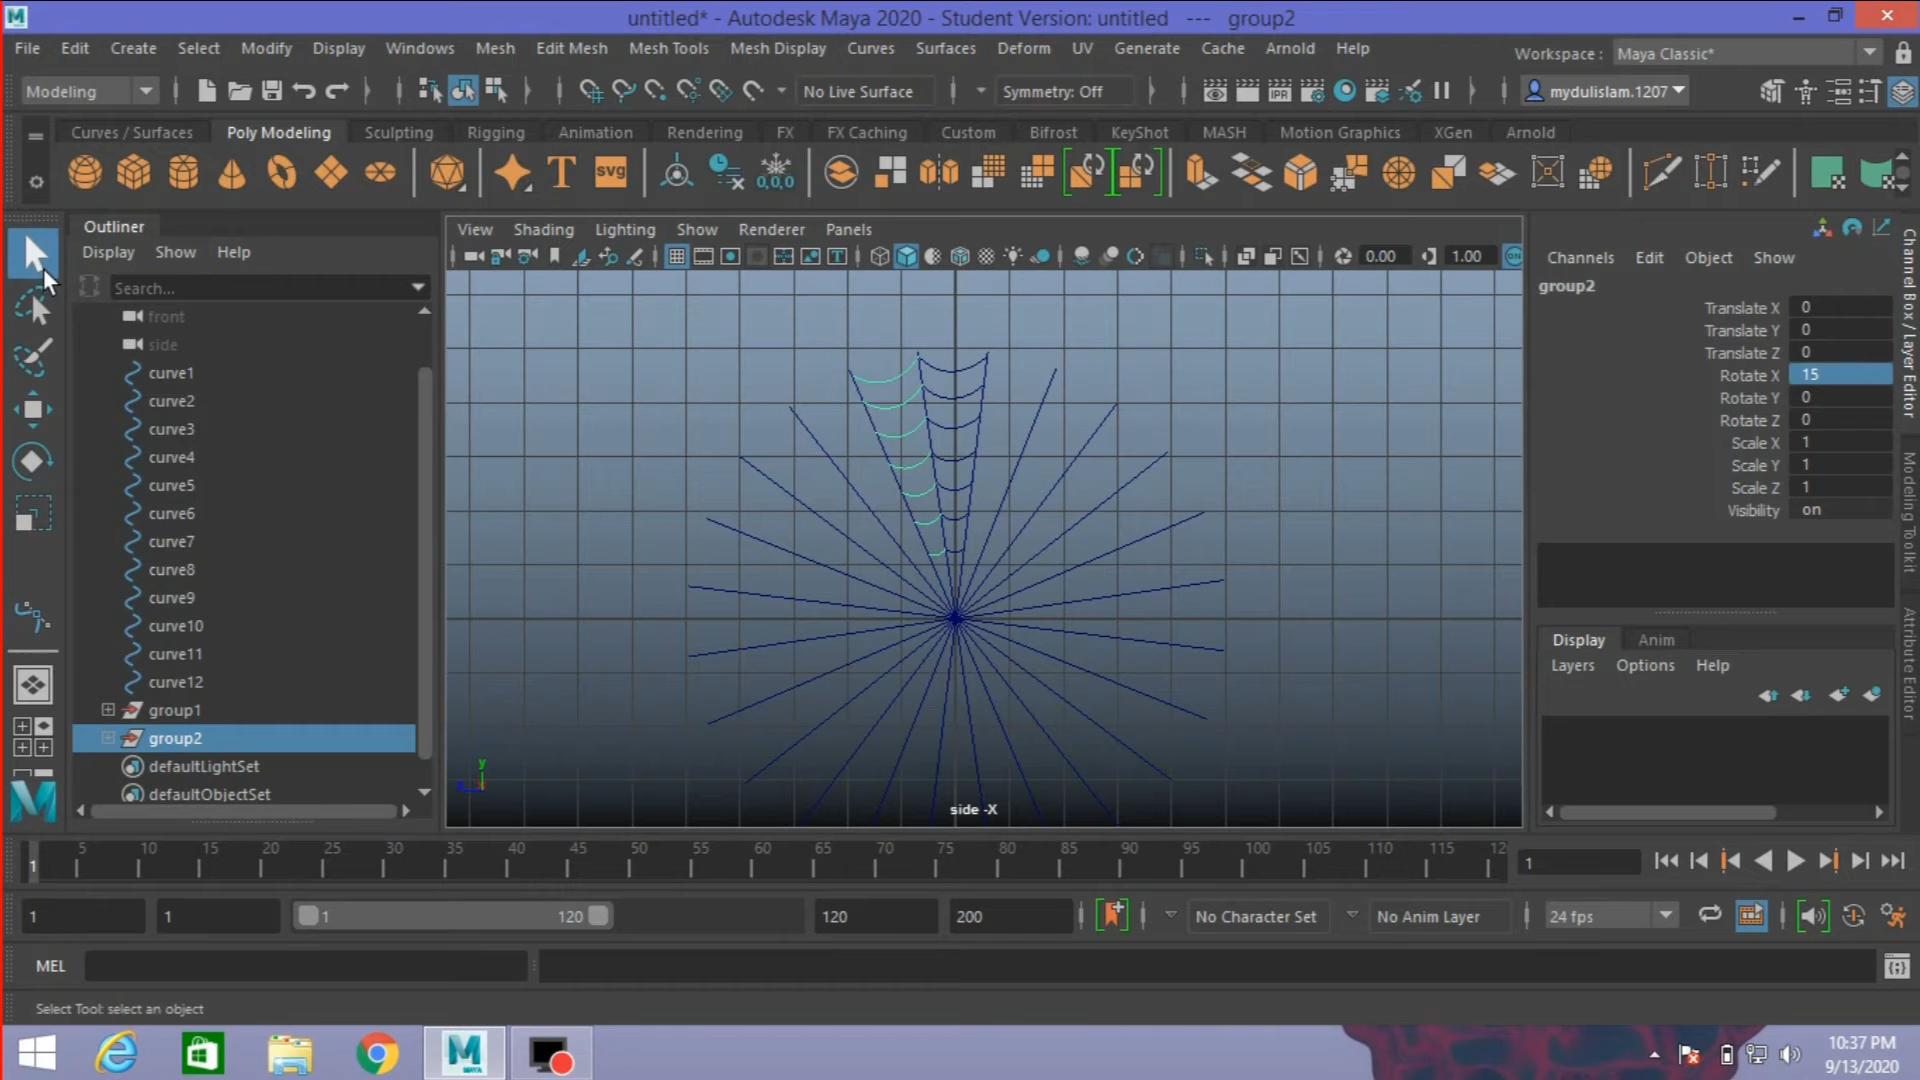 untitled* - Autodesk Maya 2020 - Student Version: untitled --- group2
File Edit Create Select Modify Display Windows Mesh Edit Mesh Mesh Tools Mesh Display Curves Surfaces Deform UV Generate Cache Arnold Help
Workspace : Maya Classic*
Modeling No Live Surface Symmetry: Off IPR mydulislam.1207
Curves / Surfaces Poly Modeling Sculpting Rigging Animation Rendering FX FX Caching Custom Bifrost KeyShot MASH Motion Graphics XGen Arnold
T SVG 0,0,0
Outliner
Display Show Help
Search...
front
side
curve1
curve2
curve3
curve4
curve5
curve6
curve7
curve8
curve9
curve10
curve11
curve12
group1
group2
defaultLightSet
defaultObjectSet
View Shading Lighting Show Renderer Panels
0.00 1.00 ON
y
side -X
Channels Edit Object Show
group2
Translate X 0
Translate Y 0
Translate Z 0
Rotate X 15
Rotate Y 0
Rotate Z 0
Scale X 1
Scale Y 1
Scale Z 1
Visibility on
Display Anim
Layers Options Help
Channel Box / Layer Editor
Modeling Toolkit
Attribute Editor
1 5 10 15 20 25 30 35 40 45 50 55 60 65 70 75 80 85 90 95 100 105 110 115 12
1
1 1 1 120 120 200 No Character Set No Anim Layer 24 fps
MEL
Select Tool: select an object
MAYA
10:37 PM
9/13/2020